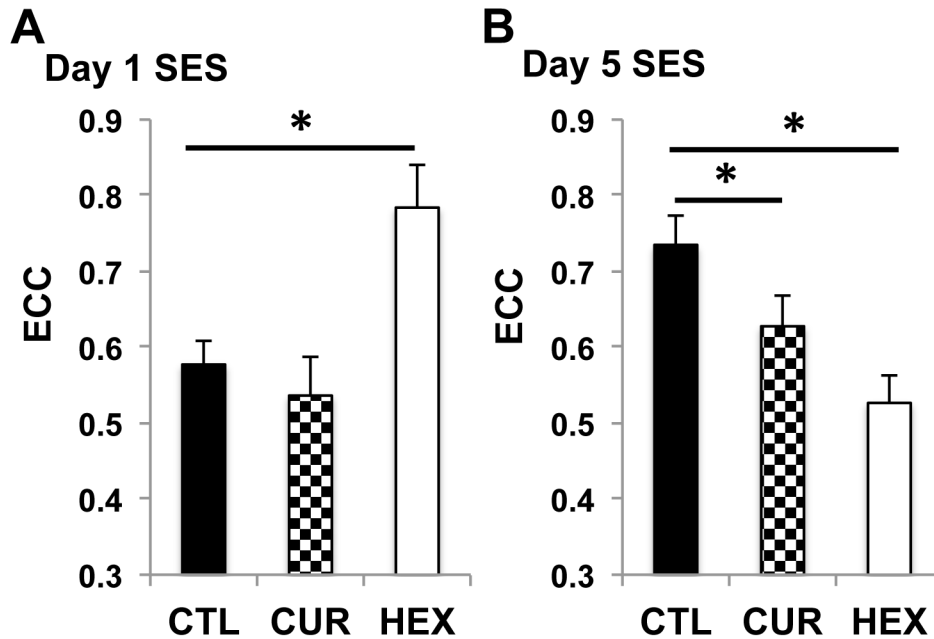 A
Day 1 SES
*
0.9
0.8
0.7
0.6
0.5
0.4
0.3
ECC
CTL CUR HEX
B
Day 5 SES
*
*
0.9
0.8
0.7
0.6
0.5
0.4
0.3
ECC
CTL CUR HEX